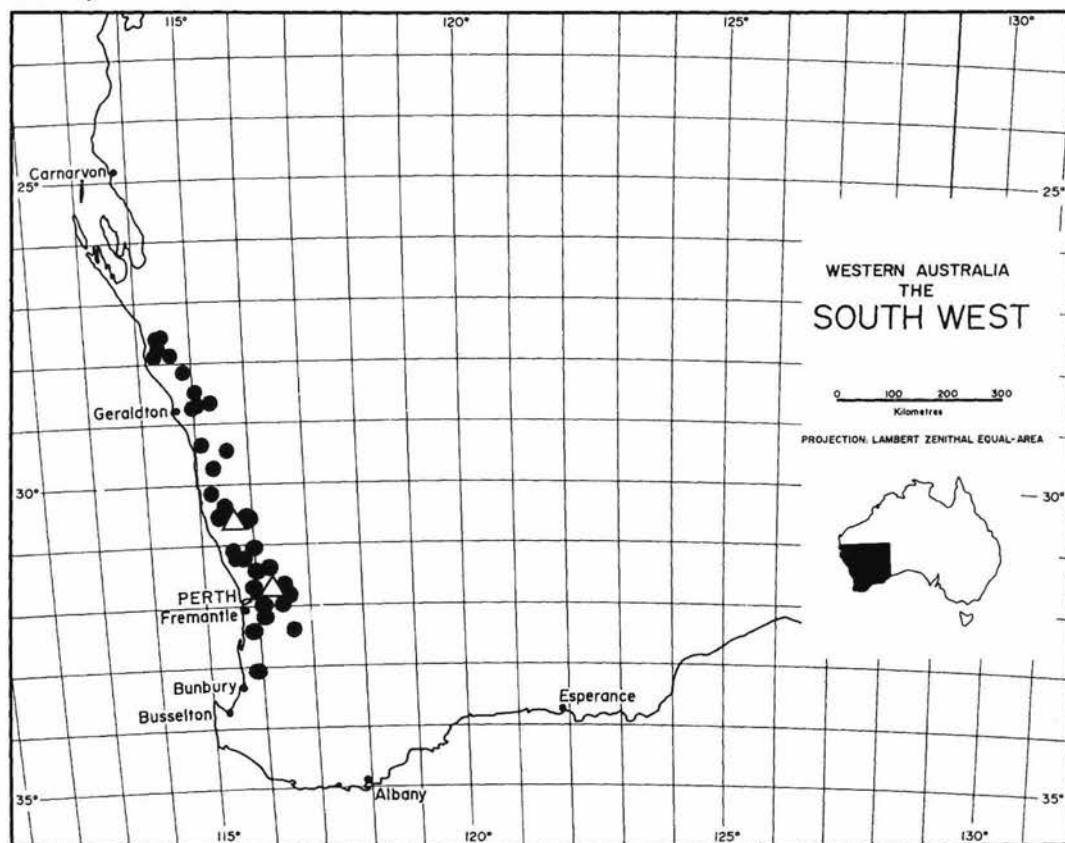 115° 120° 125° 130°
Carnarvon
25° 25°
WESTERN AUSTRALIA
THE
SOUTH WEST
0 100 200 300
Kilometres
Geraldton
PROJECTION: LAMBERT ZENITHAL EQUAL-AREA
30° 30°
PERTH
Fremantle
Bunbury
Esperance
Busselton
Albany
35° 35°
115° 120° 125° 130°